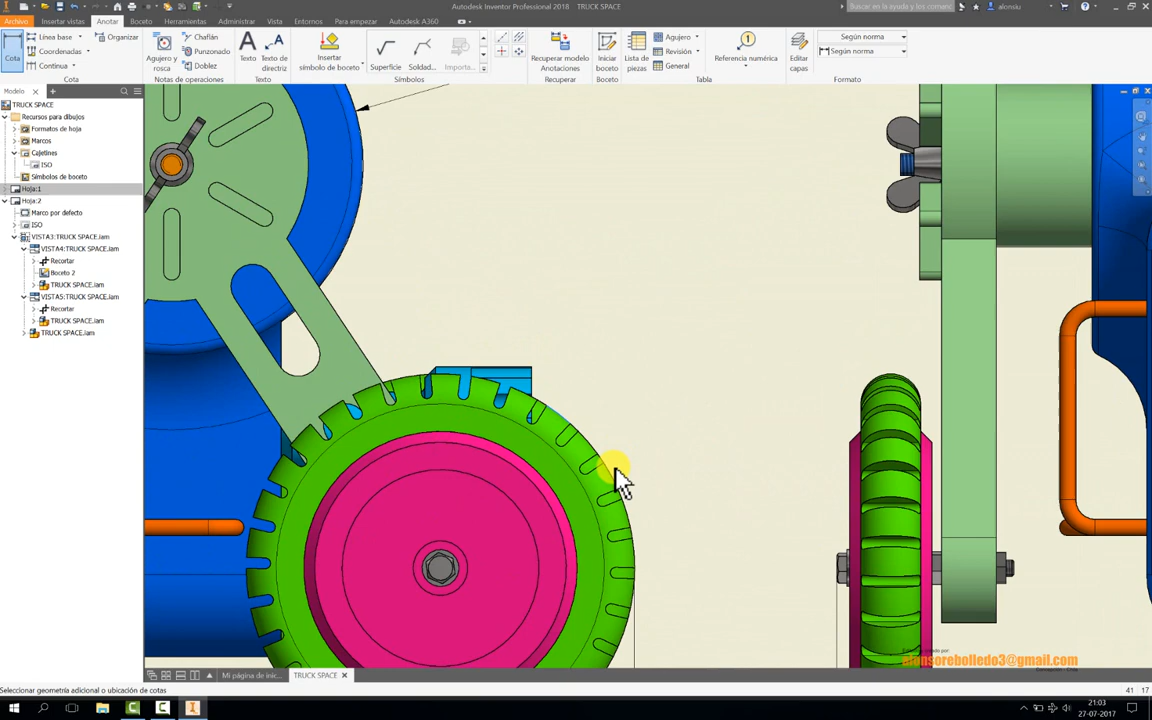 Autodesk Inventor Professional 2018   TRUCK SPACE
Buscar en la ayuda y los comanc
alonsiu
Archivo
Insertar vistas
Anotar
Boceto
Herramientas
Administrar
Vista
Entornos
Para empezar
Autodesk A360
Cota
Línea base
Coordenadas
Continua
Organizar
Cota
Agujero y rosca
Chaflán
Punzonado
Doblez
Notas de operaciones
Texto
Texto de directriz
Texto
Insertar símbolo de boceto
Superficie
Soldad...
Importa...
Símbolos
Recuperar modelo Anotaciones
Recuperar
Iniciar boceto
Boceto
Lista de piezas
Agujero
Revisión
General
Referencia numérica
Tabla
Editar capas
Según norma
Según norma
Formato
Modelo
TRUCK SPACE
Recursos para dibujos
Formatos de hoja
Marcos
Cajetines
ISO
Símbolos de boceto
Hoja:1
Hoja:2
Marco por defecto
ISO
VISTA3:TRUCK SPACE.iam
VISTA4:TRUCK SPACE.iam
Recortar
Boceto 2
TRUCK SPACE.iam
VISTA5:TRUCK SPACE.iam
Recortar
TRUCK SPACE.iam
TRUCK SPACE.iam
alonsorebolledo3@gmail.com
Mi página de inic...
TRUCK SPACE
Seleccionar geometría adicional o ubicación de cotas
41
17
21:03
27-07-2017